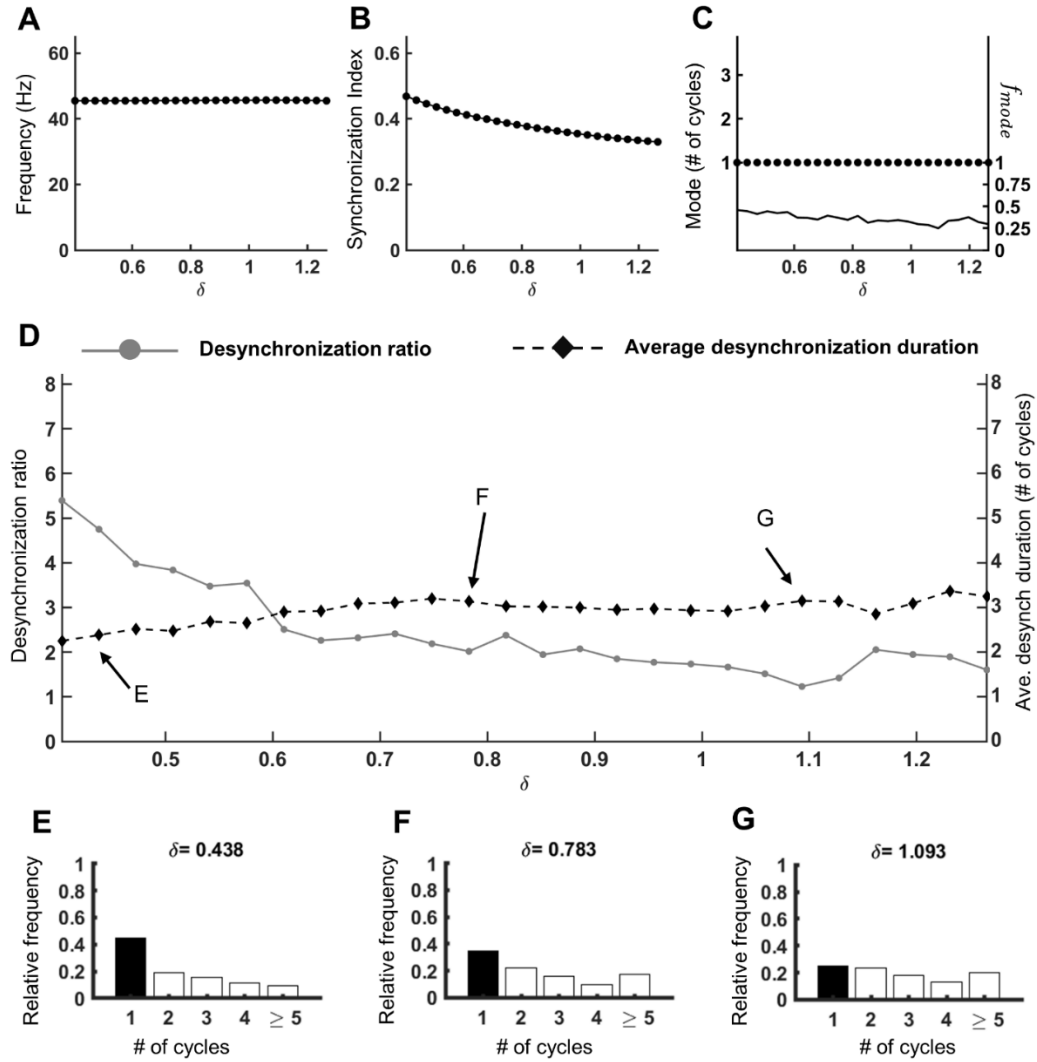 A
Frequency (Hz)
60
40
20
0
0.6 0.8 1 1.2
δ
B
Synchronization Index
0.6
0.4
0.2
0
0.6 0.8 1 1.2
δ
C
Mode (# of cycles)
3
2
1
f_mode
1
0.75
0.5
0.25
0
0.6 0.8 1 1.2
δ
D
Desynchronization ratio
Average desynchronization duration
Desynchronization ratio
8
7
6
5
4
3
2
1
0
E
F
G
Ave. desynch duration (# of cycles)
8
7
6
5
4
3
2
1
0
0.5 0.6 0.7 0.8 0.9 1 1.1 1.2
δ
E
δ= 0.438
Relative frequency
1
0.8
0.6
0.4
0.2
0
1 2 3 4 ≥ 5
# of cycles
F
δ= 0.783
Relative frequency
1
0.8
0.6
0.4
0.2
0
1 2 3 4 ≥ 5
# of cycles
G
δ= 1.093
Relative frequency
1
0.8
0.6
0.4
0.2
0
1 2 3 4 ≥ 5
# of cycles